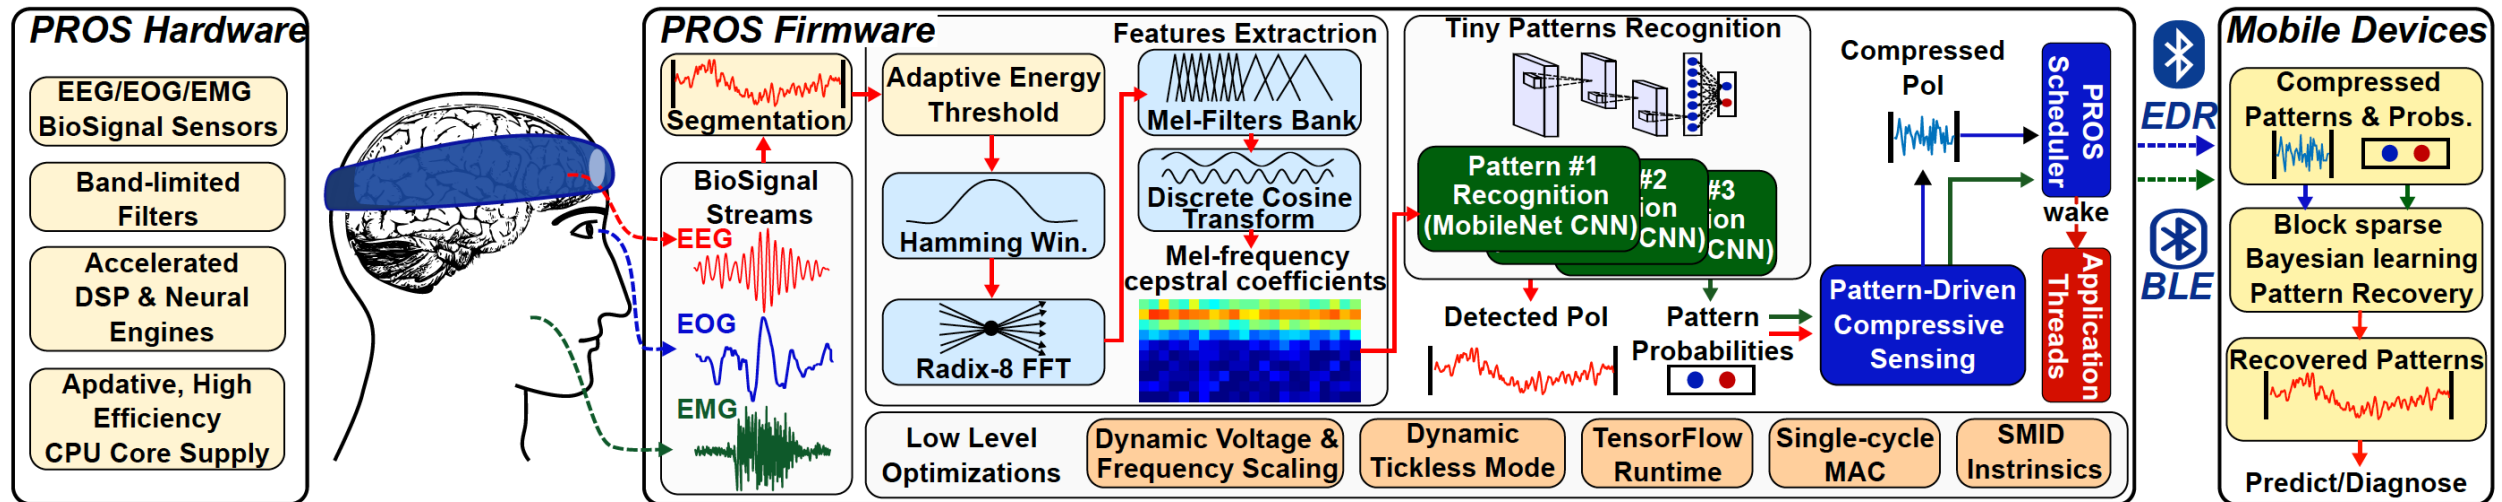 PROS Hardware
EEG/EOG/EMG
BioSignal Sensors
Band-limited
Filters
Accelerated
DSP & Neural
Engines
Apdative, High
Efficiency
CPU Core Supply
PROS Firmware
Segmentation
BioSignal
Streams
EEG
EOG
EMG
Adaptive Energy
Threshold
Hamming Win.
Radix-8 FFT
Features Extractrion
Mel-Filters Bank
Discrete Cosine
Transform
Mel-frequency
cepstral coefficients
Tiny Patterns Recognition
Pattern #1
Recognition
(MobileNet CNN)
#2
ion
CNN)
#3
ion
CNN)
Detected PoI
Pattern
Probabilities
Pattern-Driven
Compressive
Sensing
Compressed
PoI
PROS
Scheduler
wake
Application
Threads
Low Level
Optimizations
Dynamic Voltage &
Frequency Scaling
Dynamic
Tickless Mode
TensorFlow
Runtime
Single-cycle
MAC
SMID
Instrinsics
EDR
BLE
Mobile Devices
Compressed
Patterns & Probs.
Block sparse
Bayesian learning
Pattern Recovery
Recovered Patterns
Predict/Diagnose